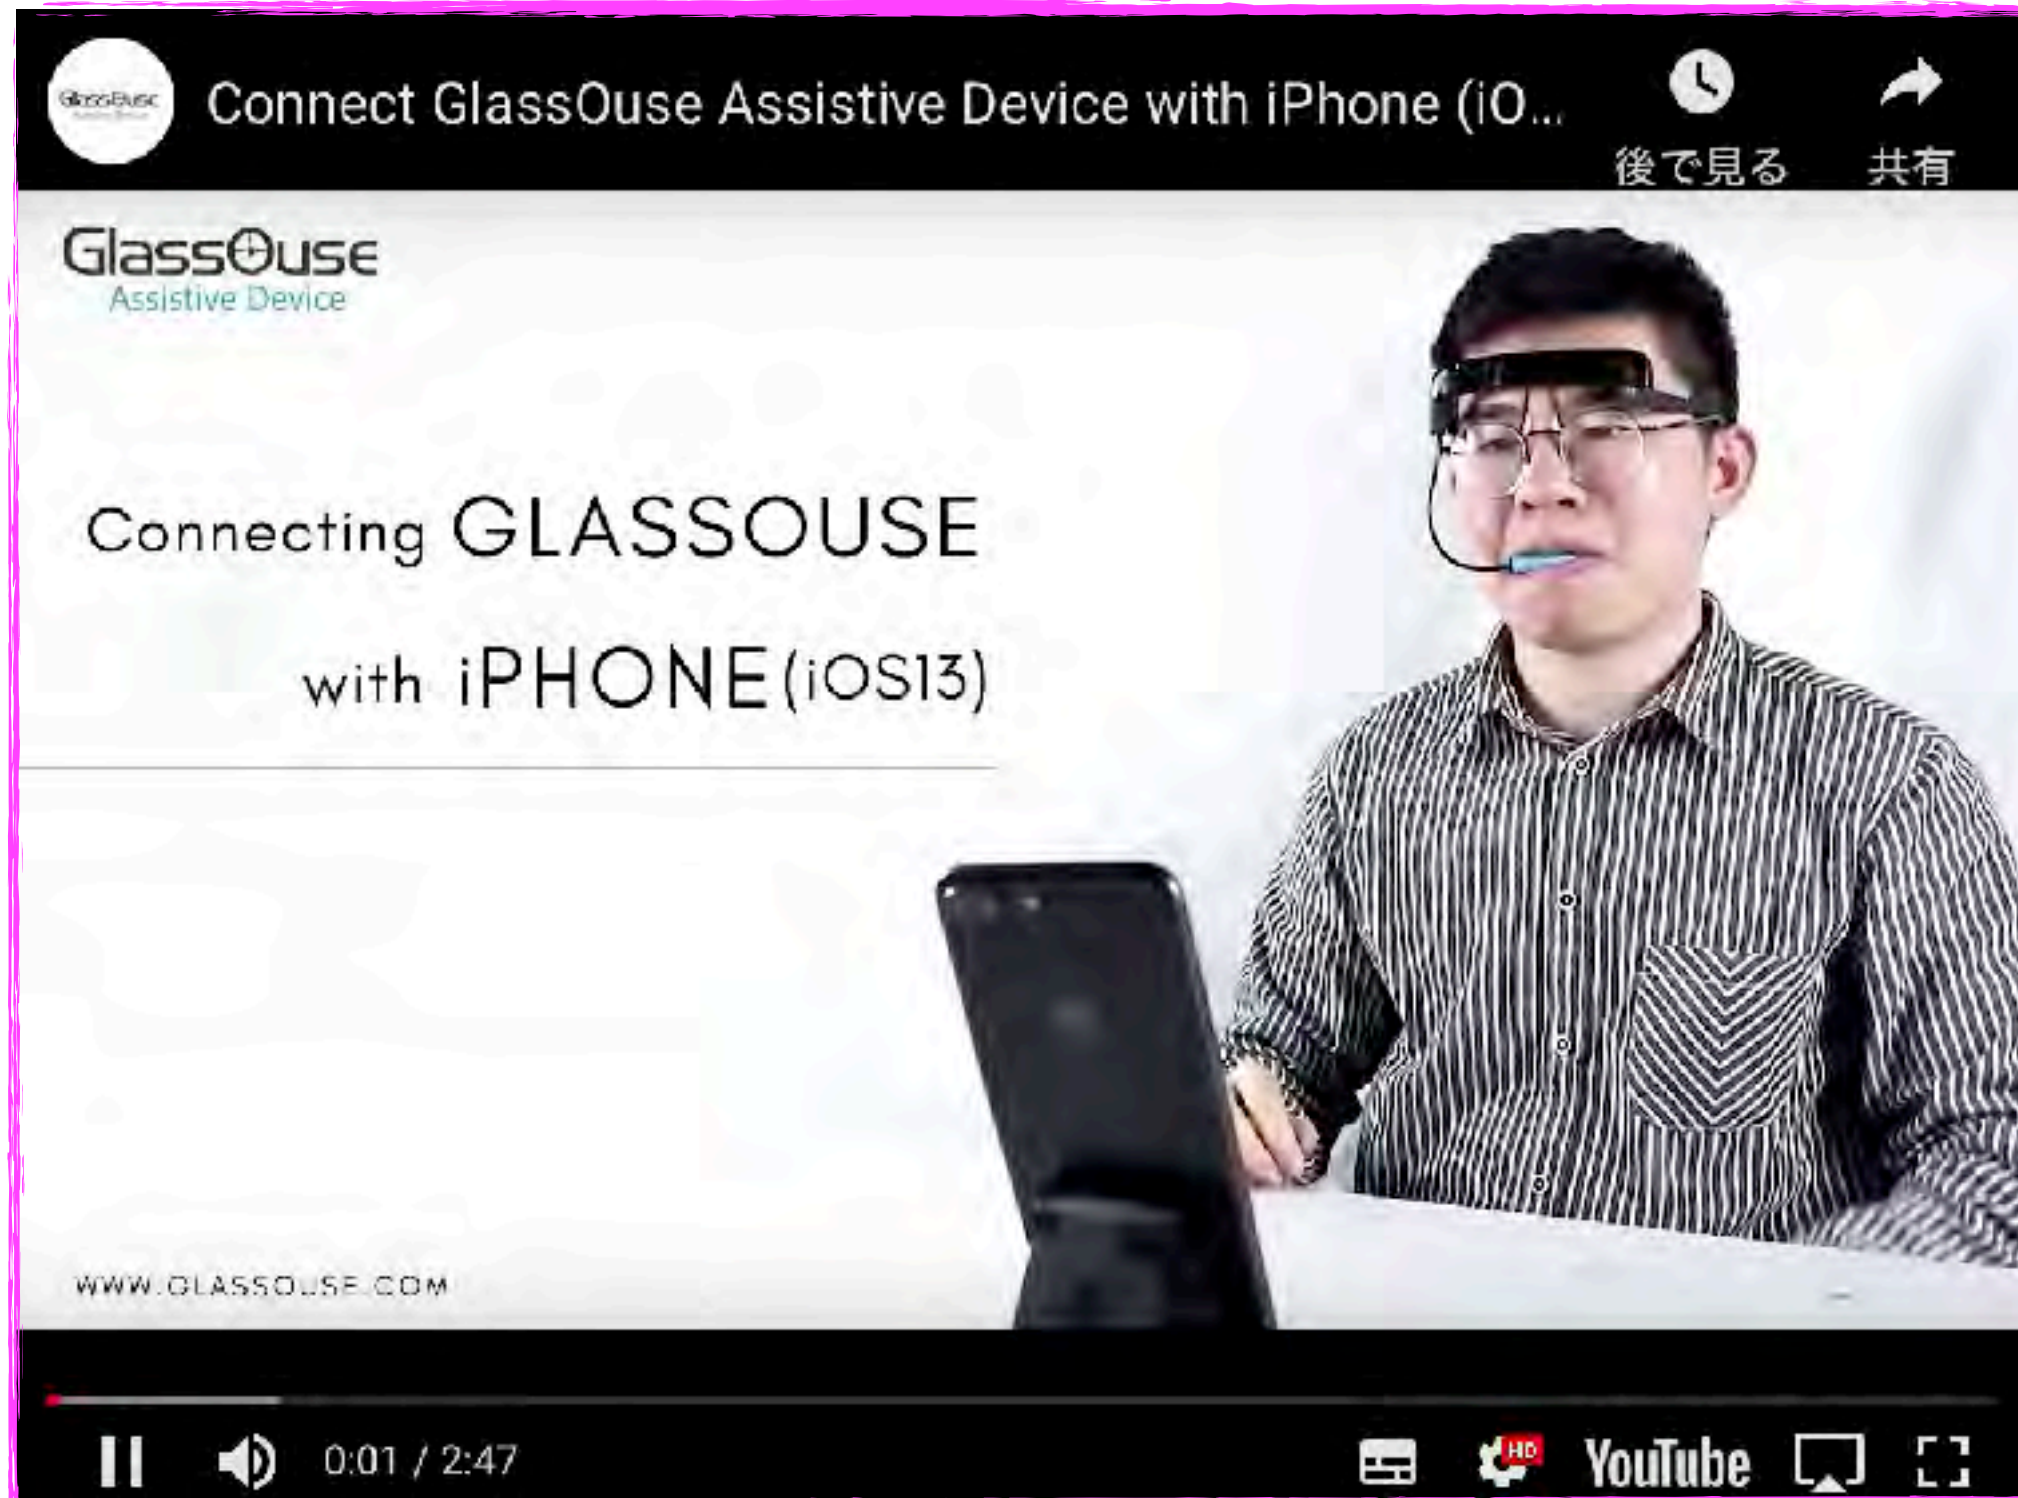 GlassOuse
Connect GlassOuse Assistive Device with iPhone (iO...
後で見る
共有
GlassOuse
Assistive Device
Connecting GLASSOUSE
with iPHONE(iOS13)
WWW.GLASSOUSE.COM
0:01 / 2:47
HD
YouTube